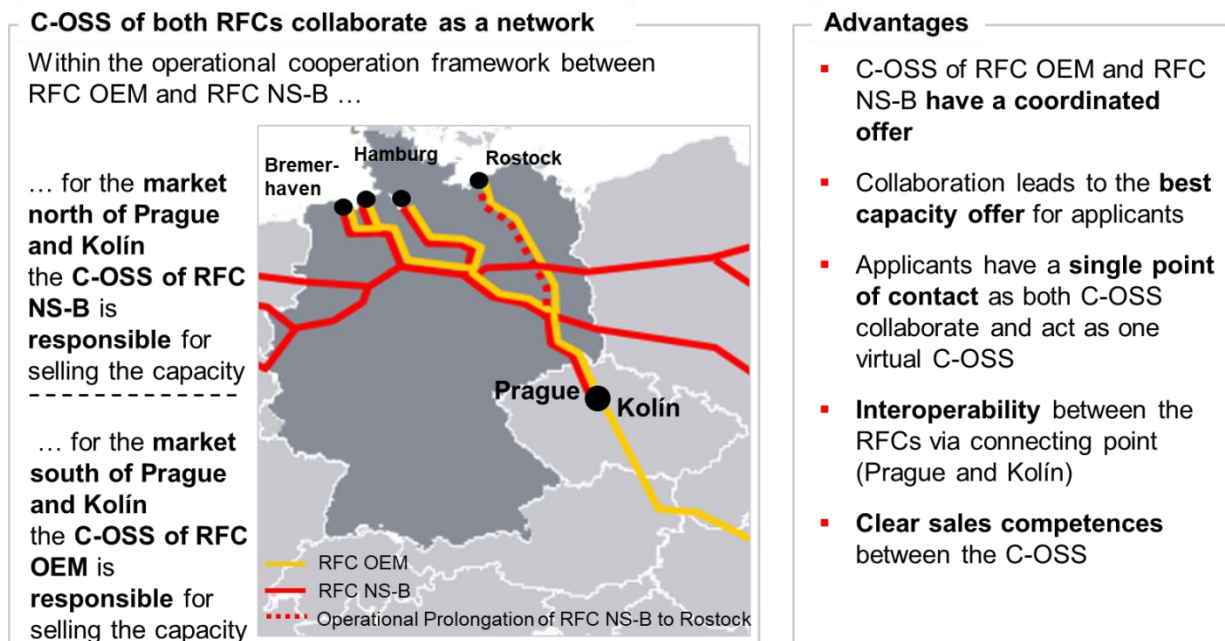 C-OSS of both RFCs collaborate as a network
Within the operational cooperation framework between
RFC OEM and RFC NS-B …
… for the market
north of Prague
and Kolín
the C-OSS of RFC
NS-B is
responsible for
selling the capacity
--------------
… for the market
south of Prague
and Kolín
the C-OSS of RFC
OEM is
responsible for
selling the capacity
Bremer-
haven
Hamburg
Rostock
Prague
Kolín
RFC OEM
RFC NS-B
Operational Prolongation of RFC NS-B to Rostock
Advantages
▪ C-OSS of RFC OEM and RFC
NS-B have a coordinated
offer
▪ Collaboration leads to the best
capacity offer for applicants
▪ Applicants have a single point
of contact as both C-OSS
collaborate and act as one
virtual C-OSS
▪ Interoperability between the
RFCs via connecting point
(Prague and Kolín)
▪ Clear sales competences
between the C-OSS